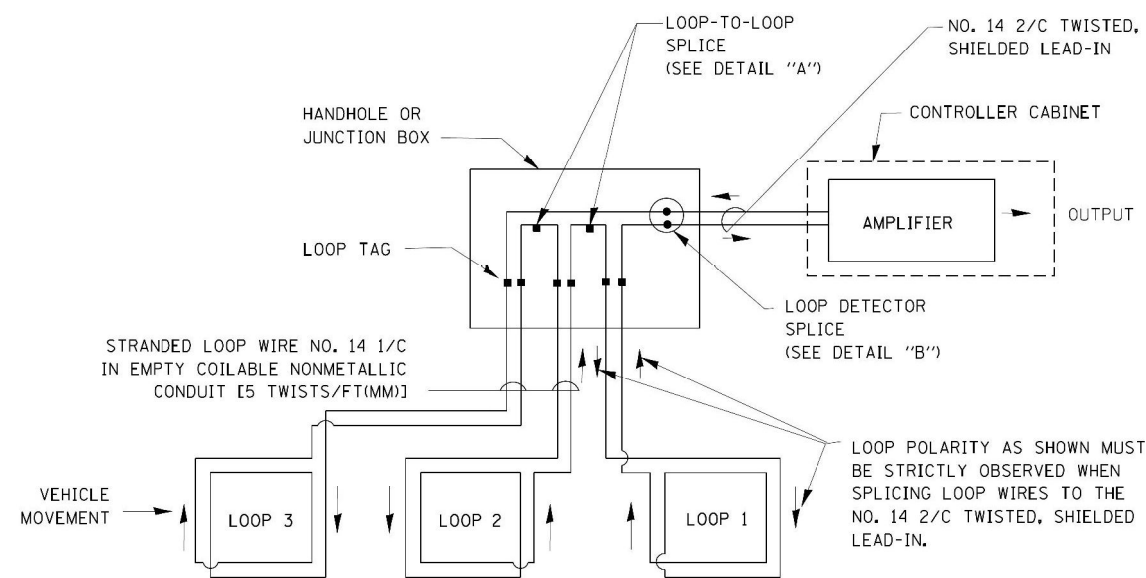 LOOP-TO-LOOP
SPLICE
(SEE DETAIL "A")
NO. 14 2/C TWISTED,
SHIELDED LEAD-IN
HANDHOLE OR
JUNCTION BOX
CONTROLLER CABINET
AMPLIFIER
OUTPUT
LOOP TAG
LOOP DETECTOR
SPLICE
(SEE DETAIL "B")
STRANDED LOOP WIRE NO. 14 1/C
IN EMPTY COILABLE NONMETALLIC
CONDUIT [5 TWISTS/FT(MM)]
LOOP POLARITY AS SHOWN MUST
BE STRICTLY OBSERVED WHEN
SPLICING LOOP WIRES TO THE
NO. 14 2/C TWISTED, SHIELDED
LEAD-IN.
VEHICLE
MOVEMENT
LOOP 3
LOOP 2
LOOP 1